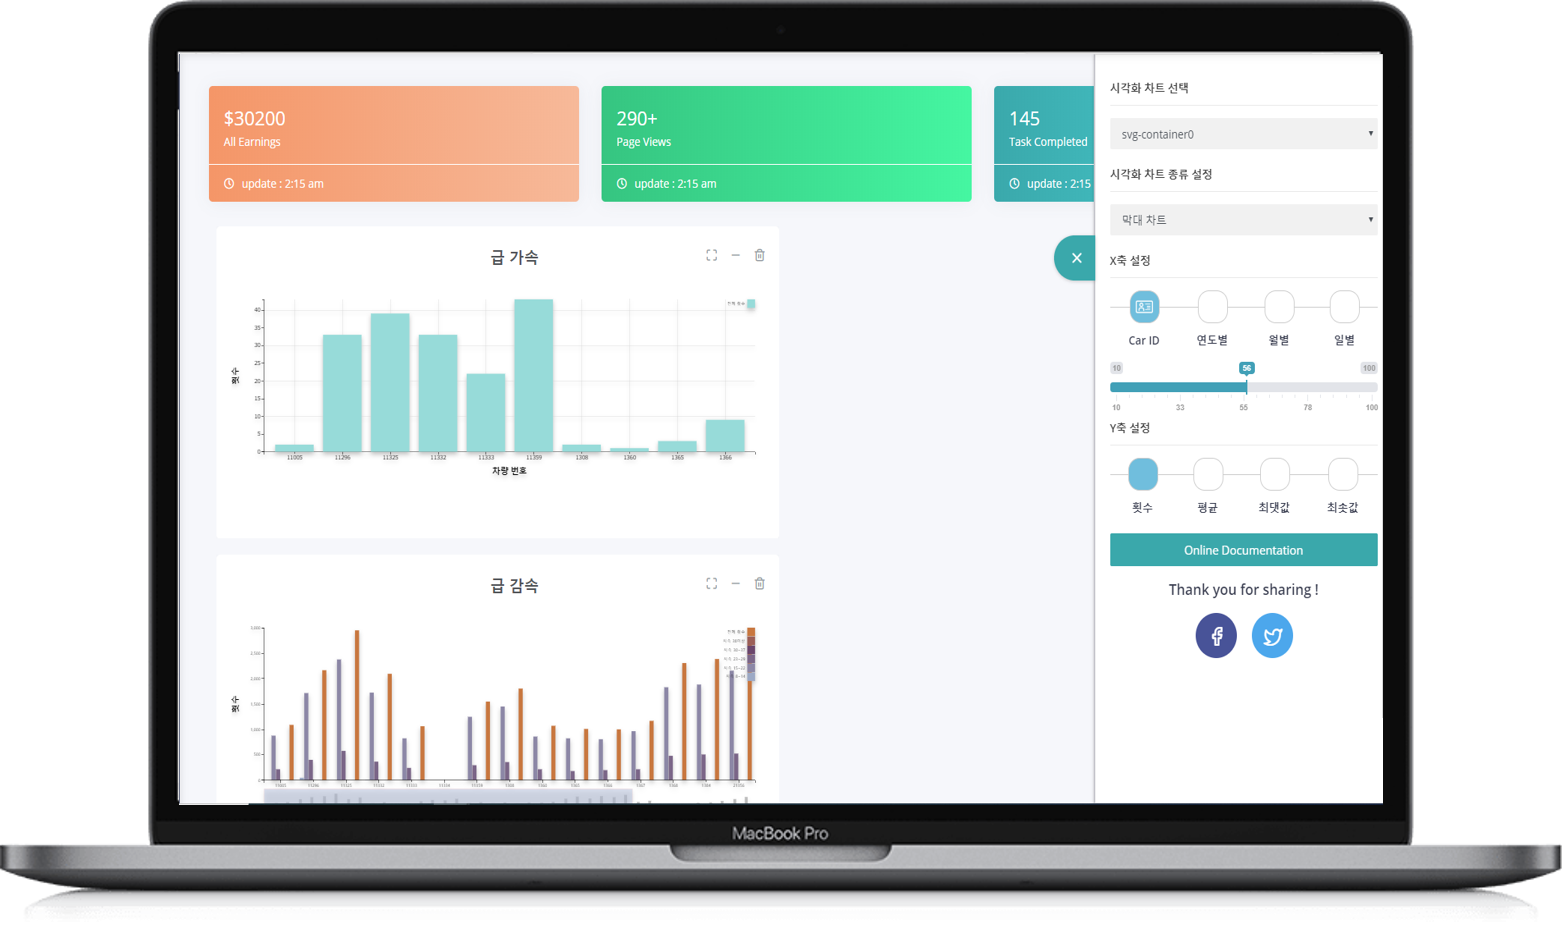 $30200
All Earnings
update : 2:15 am
290+
Page Views
update : 2:15 am
145
Task Completed
update : 2:15
급 가속
횟수
40
35
30
25
20
15
10
5
0
11005 11296 11325 11332 11333 11359 1308 1360 1365 1366
차량 번호
급 감속
횟수
시각화 차트 선택
svg-container0
시각화 차트 종류 설정
막대 차트
X축 설정
Car ID 연도별 월별 일별
10 56 100
10 33 55 78 100
Y축 설정
횟수 평균 최댓값 최솟값
Online Documentation
Thank you for sharing !
MacBook Pro